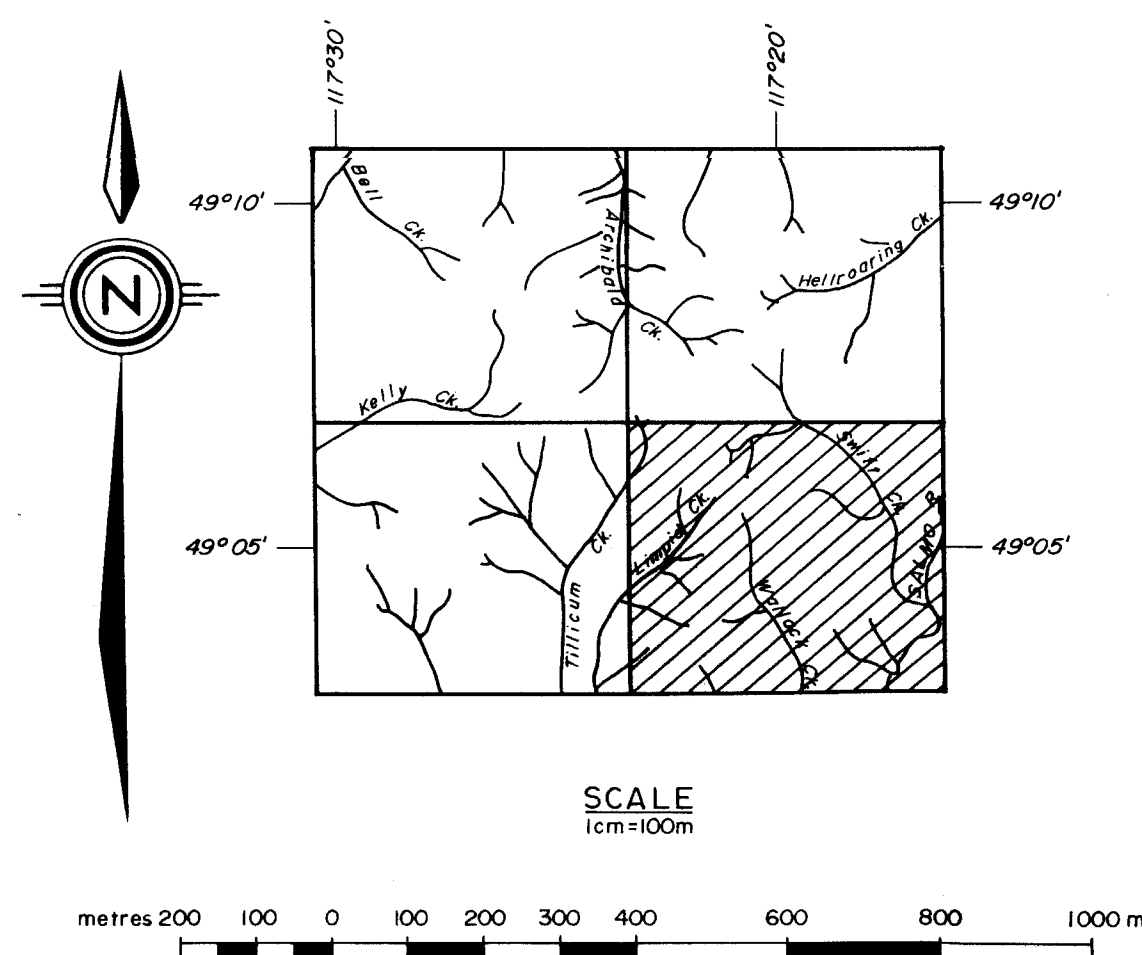 117°30'
117°20'
49°10'
49°10'
Bell Ck.
Archibald Ck.
Hellroaring Ck.
Kelly Ck.
Swift Ck.
Limpid Ck.
SALMO R.
49°05'
49°05'
Tillicum Ck.
Wallack Ck.
N
SCALE
1cm=100m
metres 200 100 0 100 200 300 400 600 800 1000 m